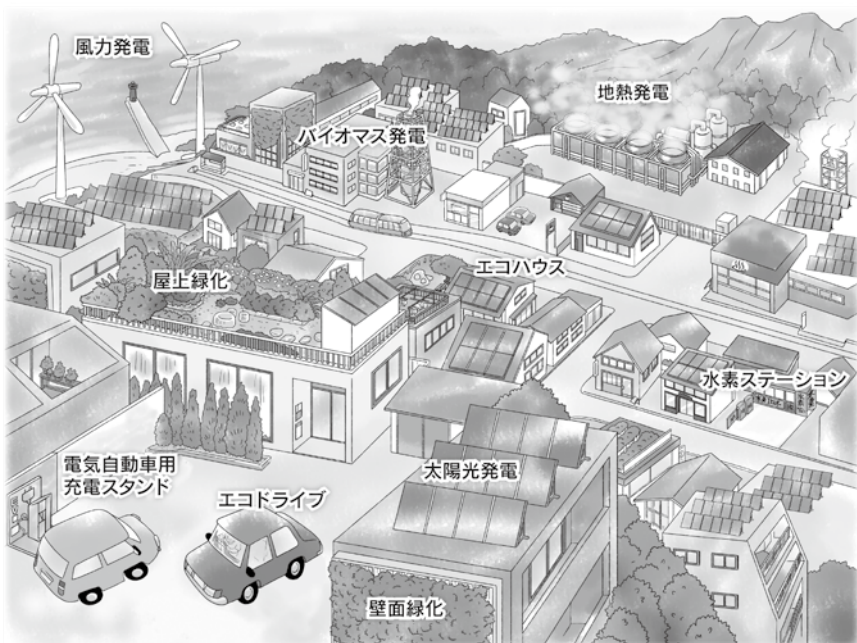 風力発電
地熱発電
バイオマス発電
エコハウス
屋上緑化
水素ステーション
電気自動車用
充電スタンド
エコドライブ
太陽光発電
壁面緑化